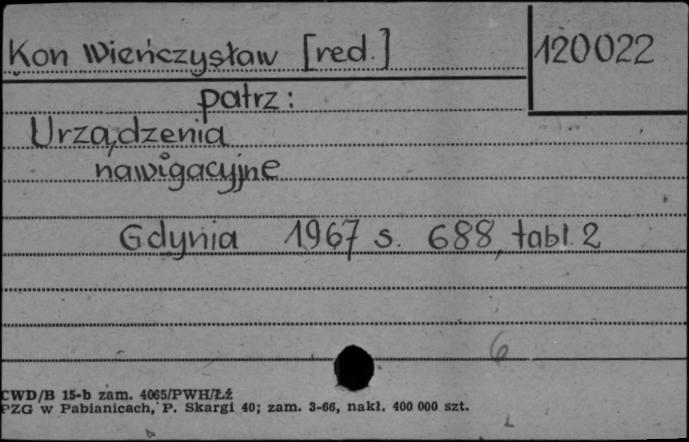 Kon Wieńczysław [red.]
120022
patrz:
Urządzenia
nawigacyjne
Gdynia 1967 s. 688, tabl. 2
6
CWD/B 15-b zam. 4065/PWH/Łź
PZG w Pabianicach, P. Skargi 40; zam. 3-66, nakł. 400 000 szt.